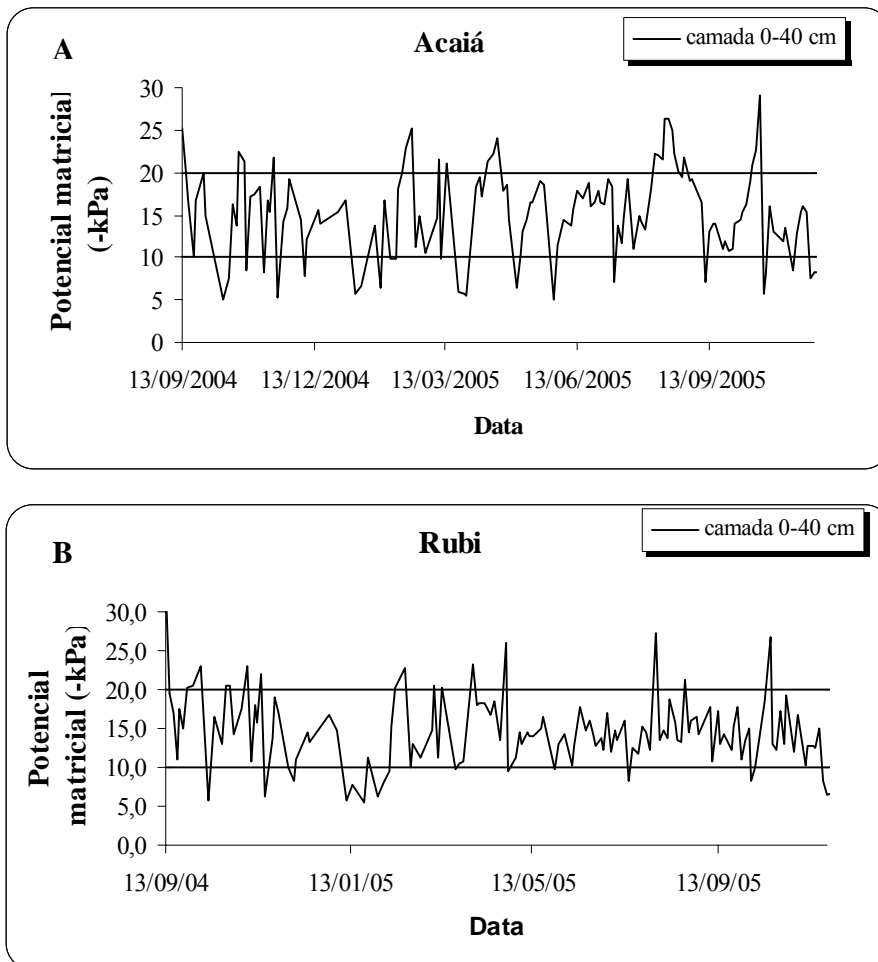 A
Acaiá
camada 0-40 cm
Potencial matricial
(-kPa)
30
25
20
15
10
5
0
13/09/2004 13/12/2004 13/03/2005 13/06/2005 13/09/2005
Data
B
Rubi
camada 0-40 cm
Potencial
matricial (-kPa)
30,0
25,0
20,0
15,0
10,0
5,0
0,0
13/09/04 13/01/05 13/05/05 13/09/05
Data